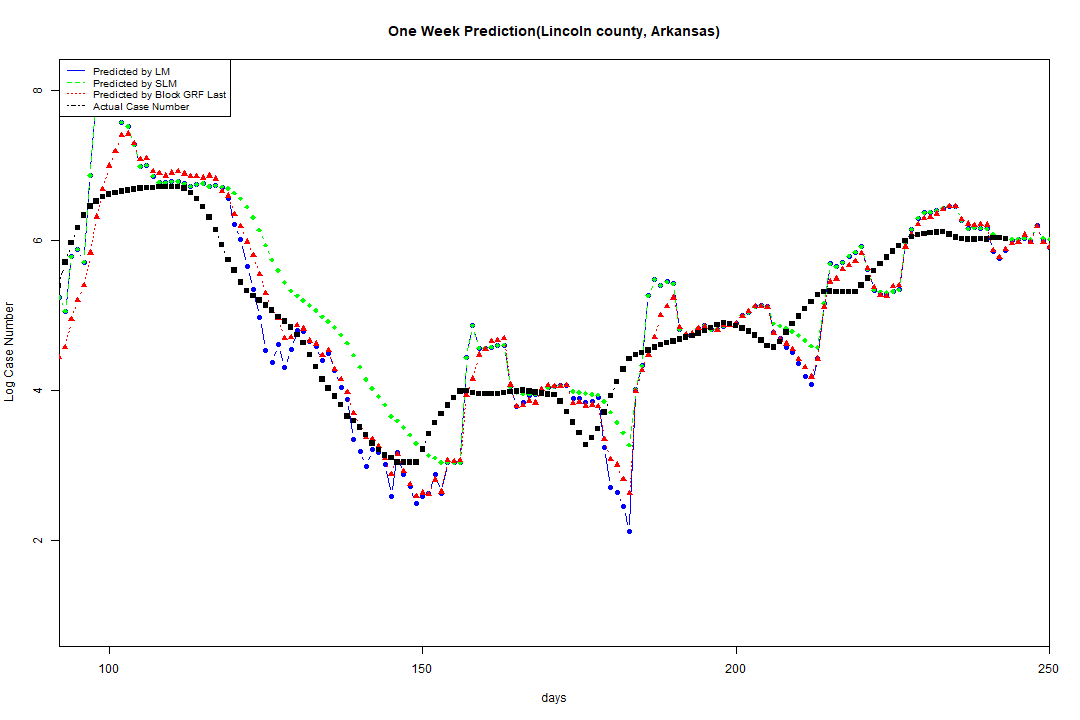 One Week Prediction(Lincoln county, Arkansas)
Predicted by LM
Predicted by SLM
Predicted by Block GRF Last
Actual Case Number
8
6
4
2
Log Case Number
100 150 200 250
days